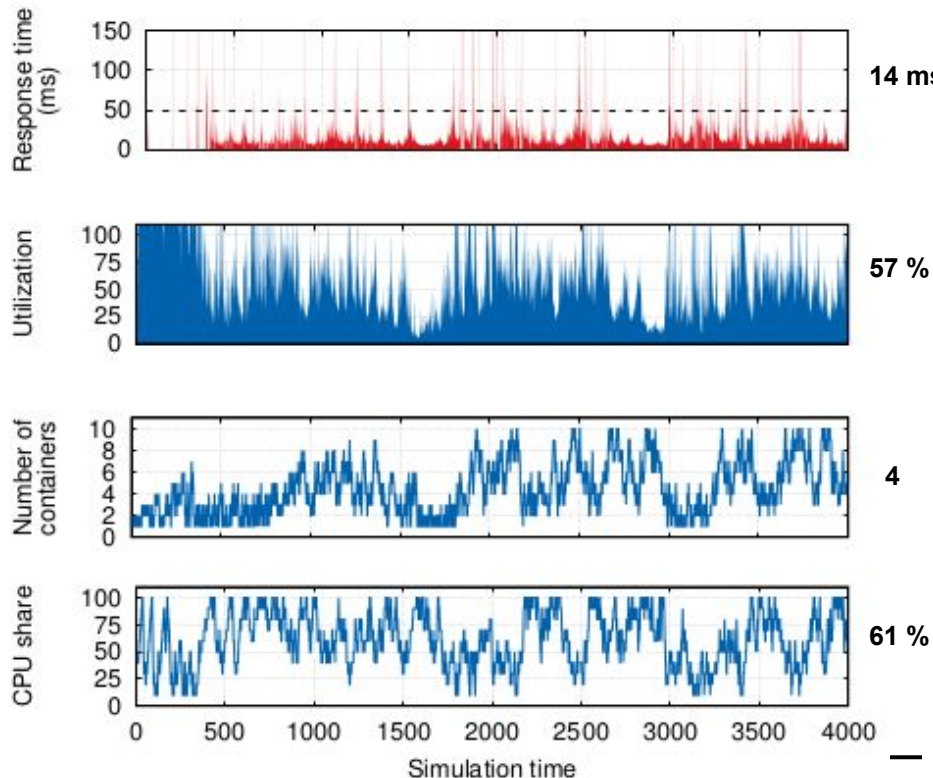 Response time
(ms)
150
100
50
0
14 ms
Utilization
100
75
50
25
0
57 %
Number of
containers
10
8
6
4
2
0
4
CPU share
100
75
50
25
0
61 %
0 500 1000 1500 2000 2500 3000 3500 4000
Simulation time